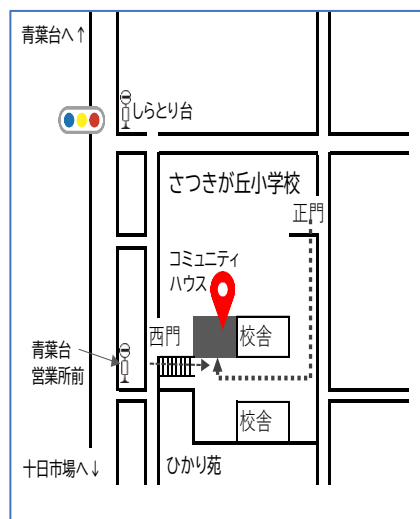 青葉台へ↑
しらとり台
さつきが丘小学校
正門
コミュニティ
ハウス
西門
校舎
青葉台
営業所前
校舎
十日市場へ↓
ひかり苑